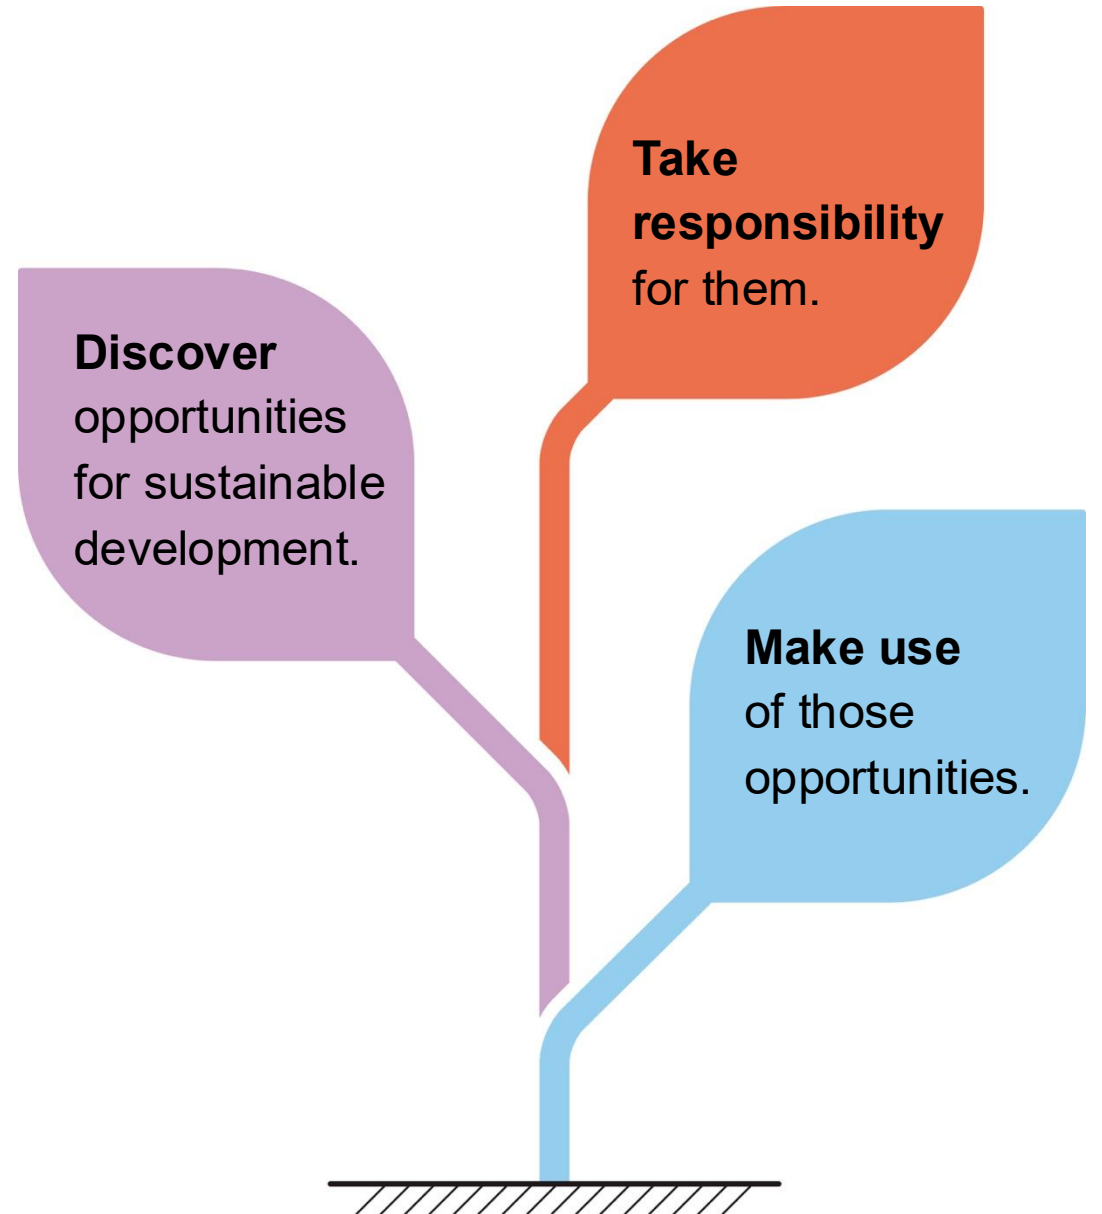 Take
responsibility
for them.
Discover
opportunities
for sustainable
development.
Make use
of those
opportunities.